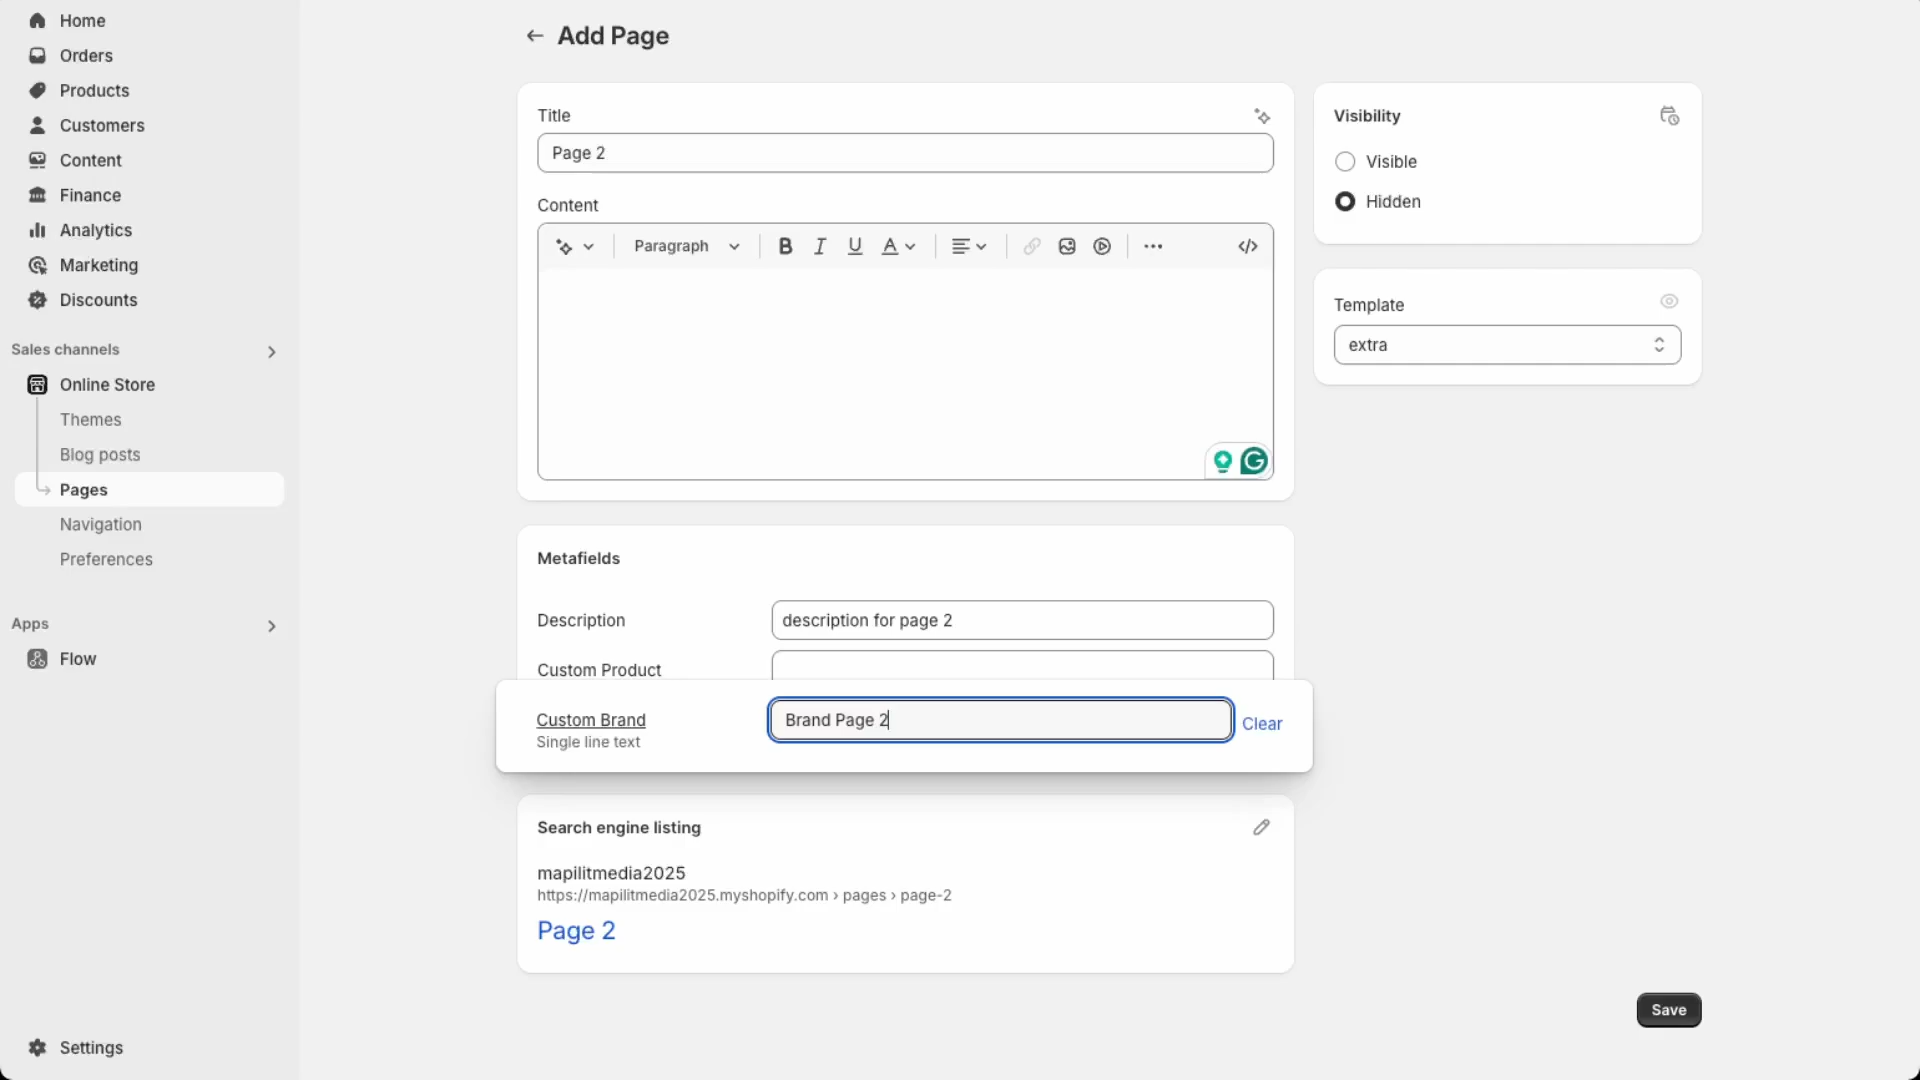 Home
Orders
Products
Customers
Content
Finance
Analytics
Marketing
Discounts
Sales channels
Online Store
Themes
Blog posts
Pages
Navigation
Preferences
Apps
Flow
Settings
Add Page
Title
Page 2
Content
Paragraph
B I U A
</>
Metafields
Description
description for page 2
Custom Product
Custom Brand
Single line text
Brand Page 2
Clear
Search engine listing
mapilitmedia2025
https://mapilitmedia2025.myshopify.com › pages › page-2
Page 2
Visibility
Visible
Hidden
Template
extra
Save